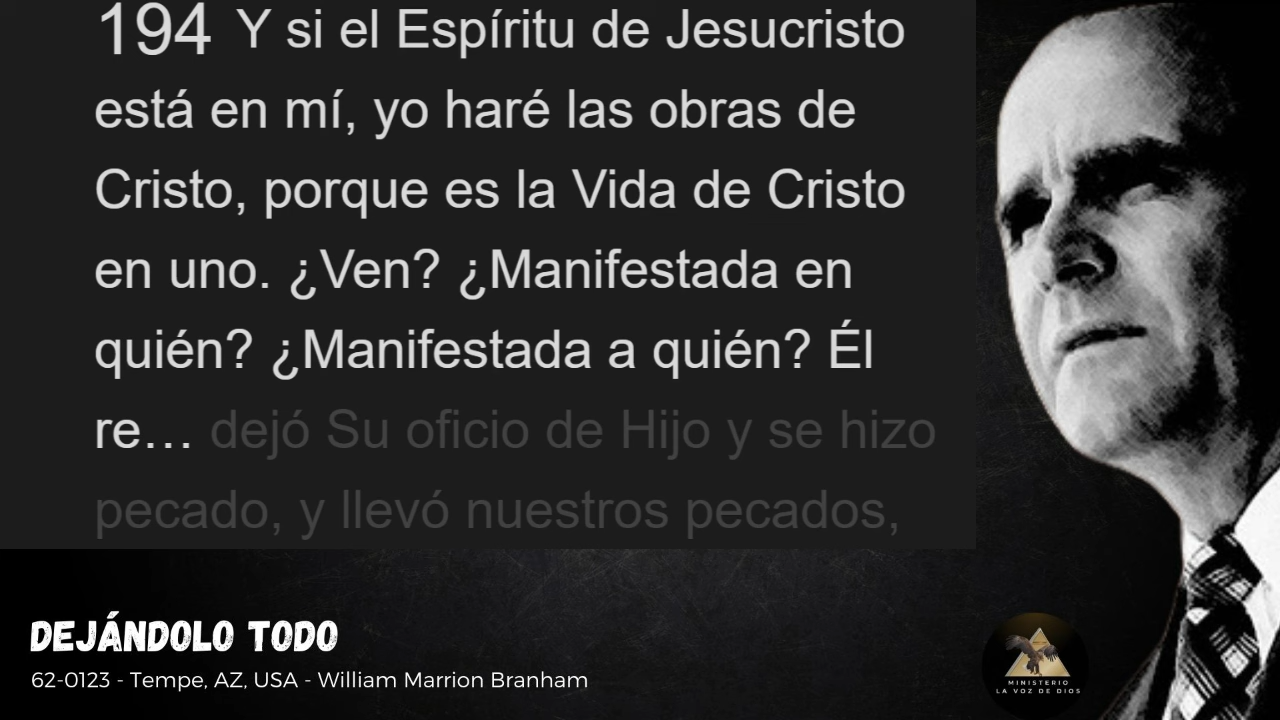 194 Y si el Espíritu de Jesucristo
está en mí, yo haré las obras de
Cristo, porque es la Vida de Cristo
en uno. ¿Ven? ¿Manifestada en
quién? ¿Manifestada a quién? Él
re… dejó Su oficio de Hijo y se hizo
pecado, y llevó nuestros pecados,
DEJÁNDOLO TODO
62-0123 - Tempe, AZ, USA - William Marrion Branham
MINISTERIO
LA VOZ DE DIOS